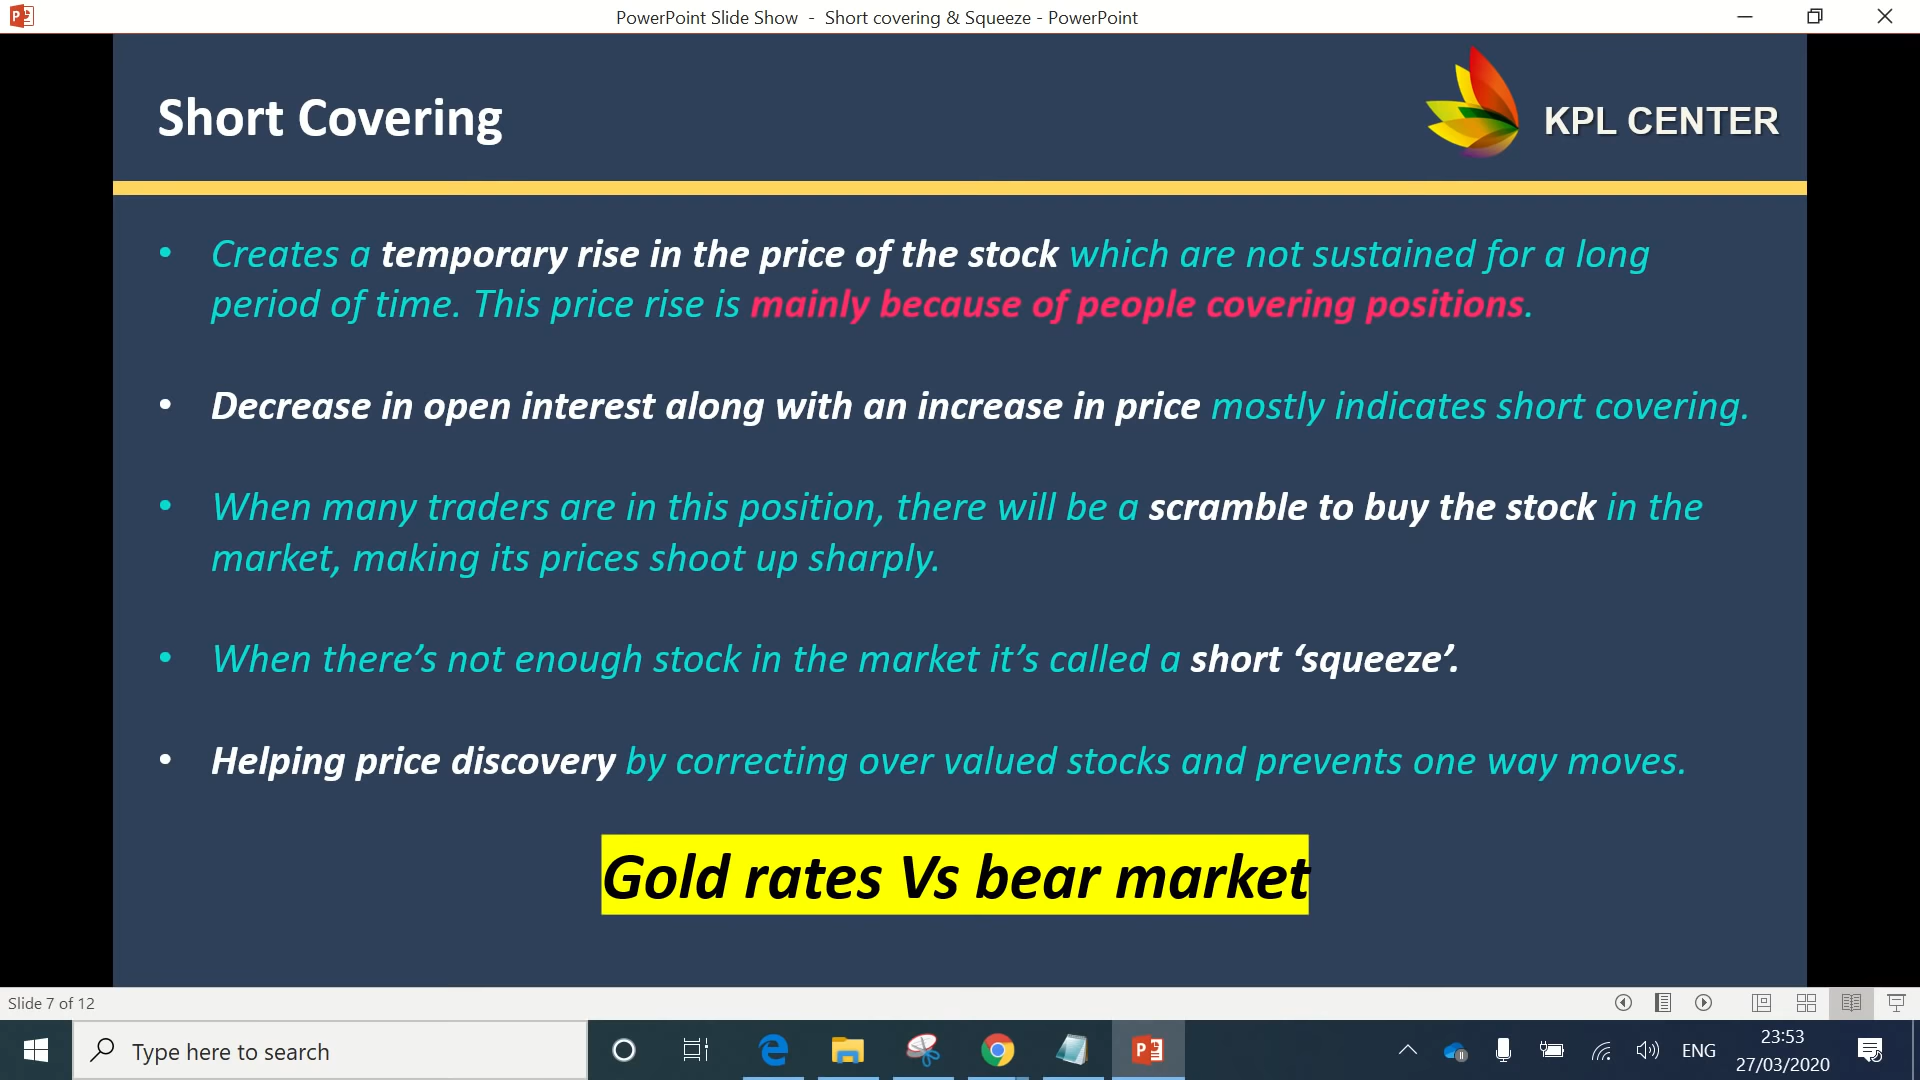 PowerPoint Slide Show - Short covering & Squeeze - PowerPoint
Short Covering
KPL CENTER
• Creates a temporary rise in the price of the stock which are not sustained for a long
period of time. This price rise is mainly because of people covering positions.
• Decrease in open interest along with an increase in price mostly indicates short covering.
• When many traders are in this position, there will be a scramble to buy the stock in the
market, making its prices shoot up sharply.
• When there’s not enough stock in the market it’s called a short ‘squeeze’.
• Helping price discovery by correcting over valued stocks and prevents one way moves.
Gold rates Vs bear market
Slide 7 of 12
Type here to search
ENG
23:53
27/03/2020